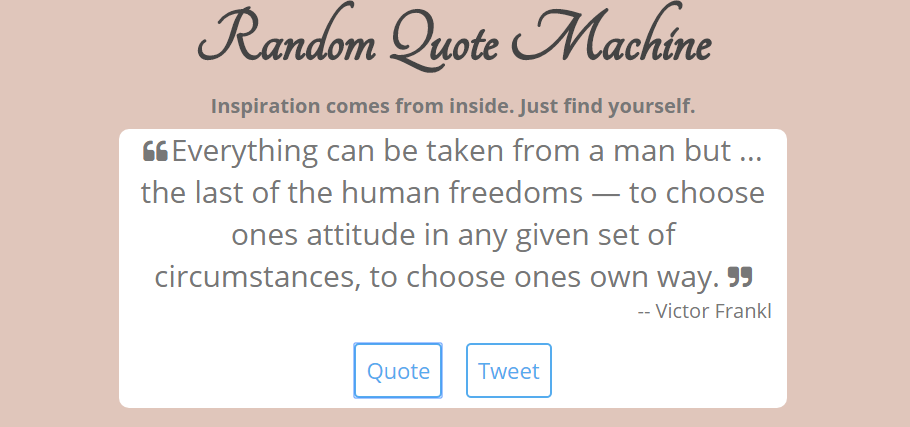 Random Quote Machine
Inspiration comes from inside. Just find yourself.
❝Everything can be taken from a man but ...
the last of the human freedoms — to choose
ones attitude in any given set of
circumstances, to choose ones own way. ❞
-- Victor Frankl
Quote Tweet